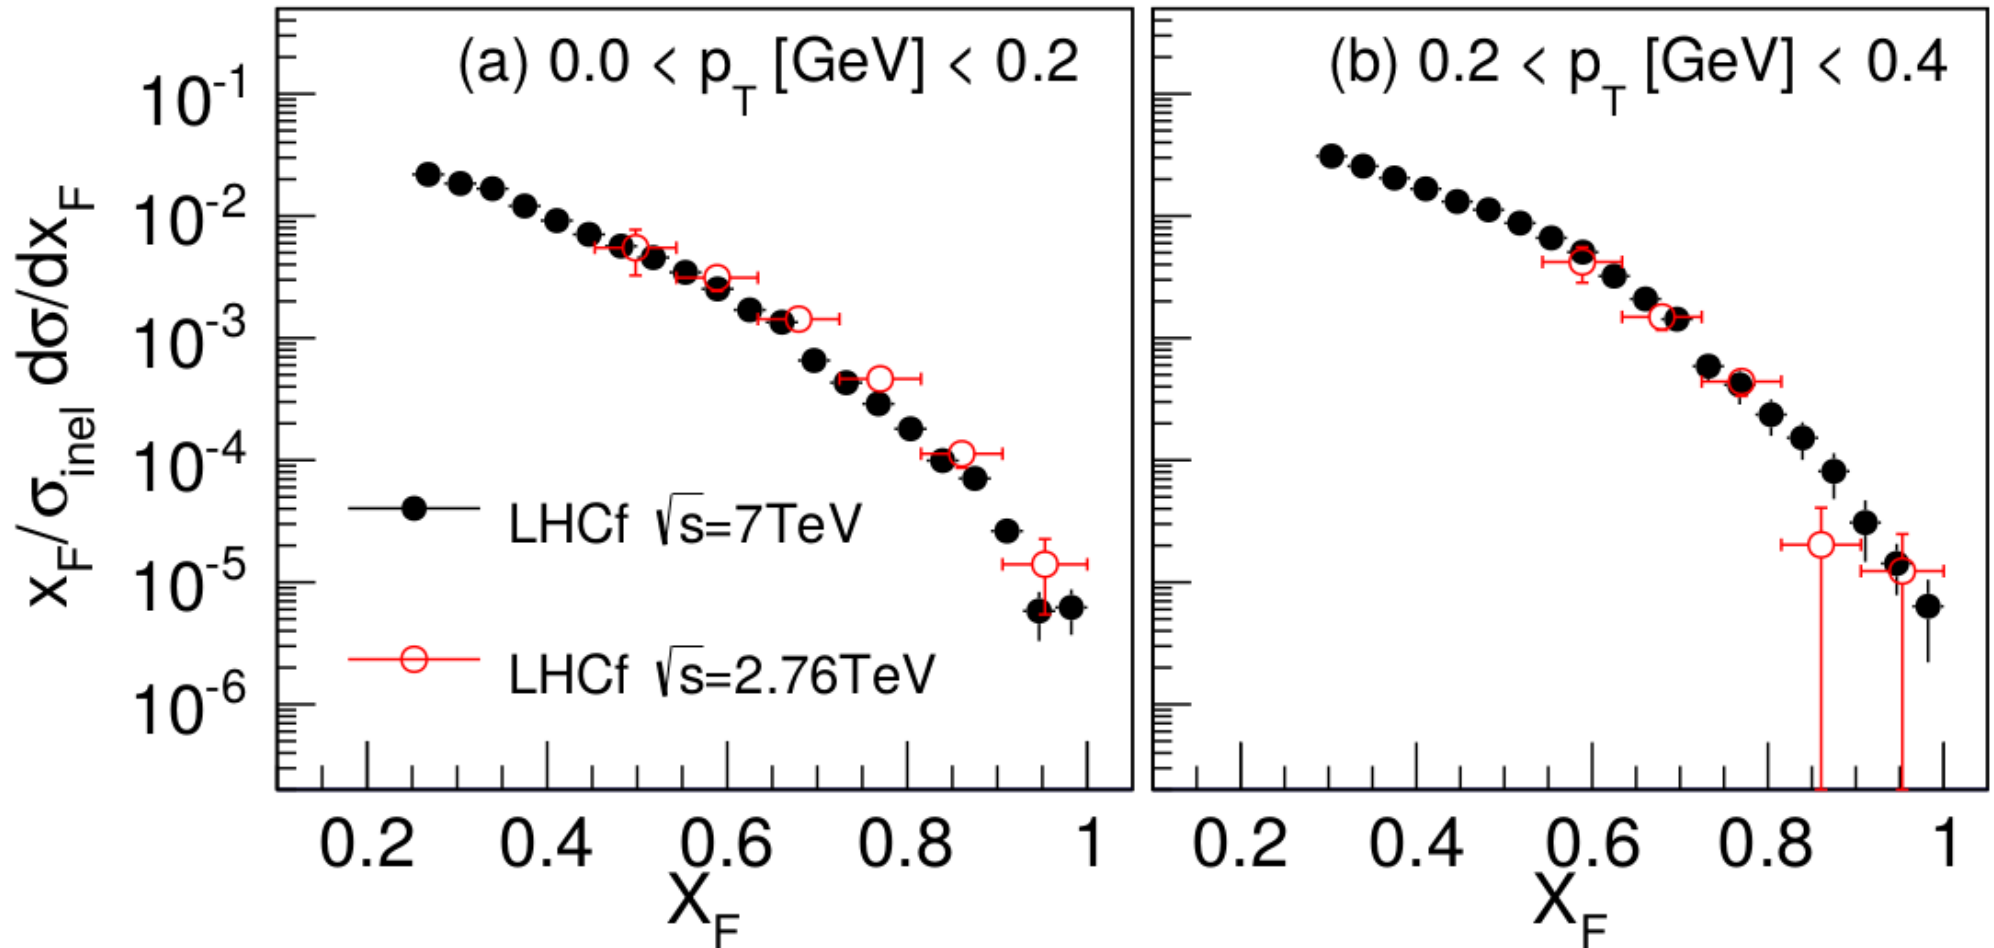 (a) 0.0 < p_T [GeV] < 0.2
(b) 0.2 < p_T [GeV] < 0.4
x_F/σ_inel dσ/dx_F
10^-1
10^-2
10^-3
10^-4
10^-5
10^-6
LHCf √s=7TeV
LHCf √s=2.76TeV
0.2 0.4 0.6 0.8 1
0.2 0.4 0.6 0.8 1
X_F
X_F